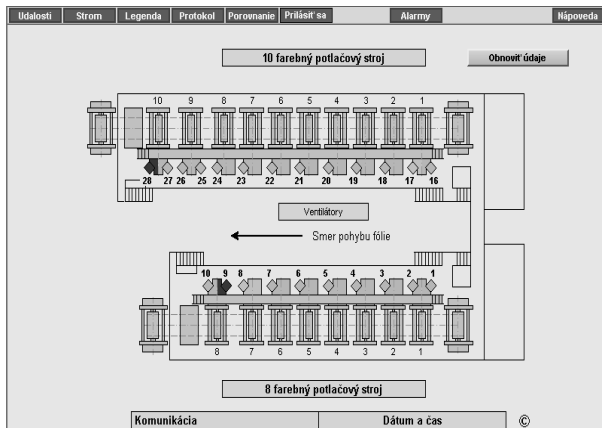 Udalosti Strom Legenda Protokol Porovnanie Prilásiť sa Alarmy Nápoveda
10 farebný potlačový stroj
Obnoviť údaje
10 9 8 7 6 5 4 3 2 1
28 27 26 25 24 23 22 21 20 19 18 17 16
Ventilátory
Smer pohybu fólie
10 9 8 7 6 5 4 3 2 1
8 7 6 5 4 3 2 1
8 farebný potlačový stroj
Komunikácia Dátum a čas ©